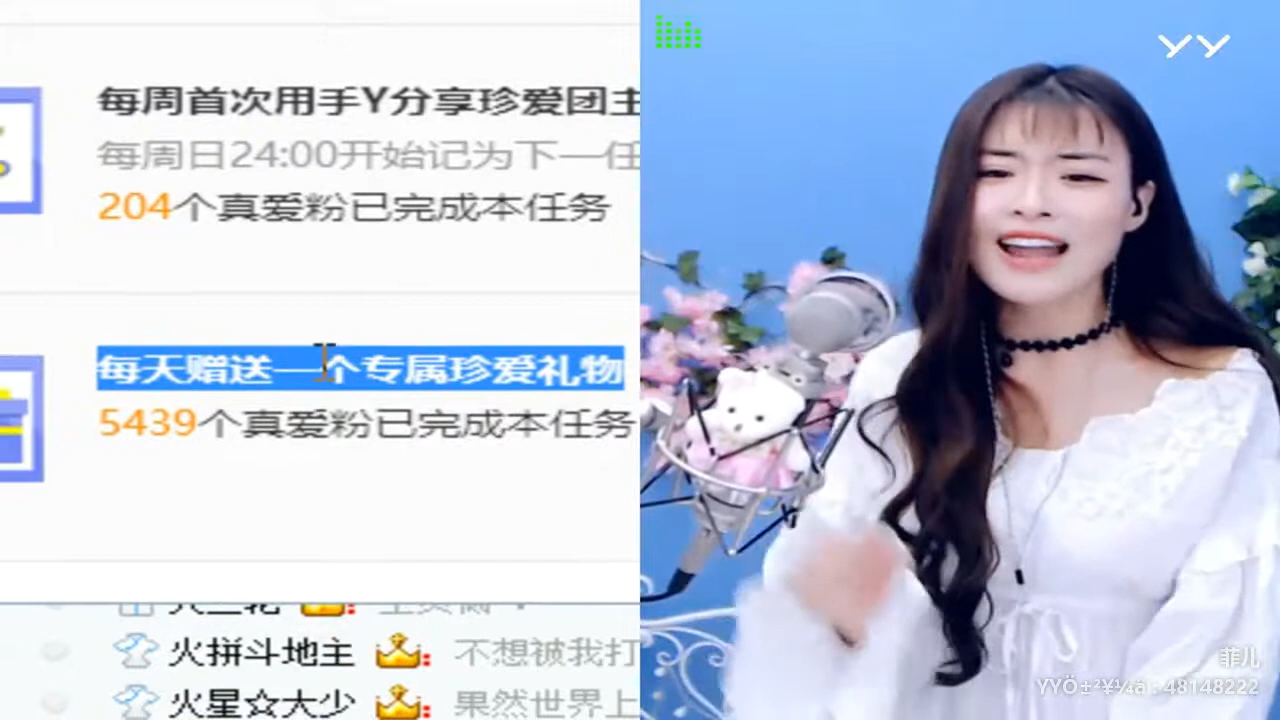 每周首次用手Y分享珍爱团主
每周日24:00开始记为下一任
204个真爱粉已完成本任务
每天赠送一个专属珍爱礼物
5439个真爱粉已完成本任务
火拼斗地主
不想被我打
火星☆大少
果然世界上
YY
菲儿
YYÖ±²¥¼ä: 48148222